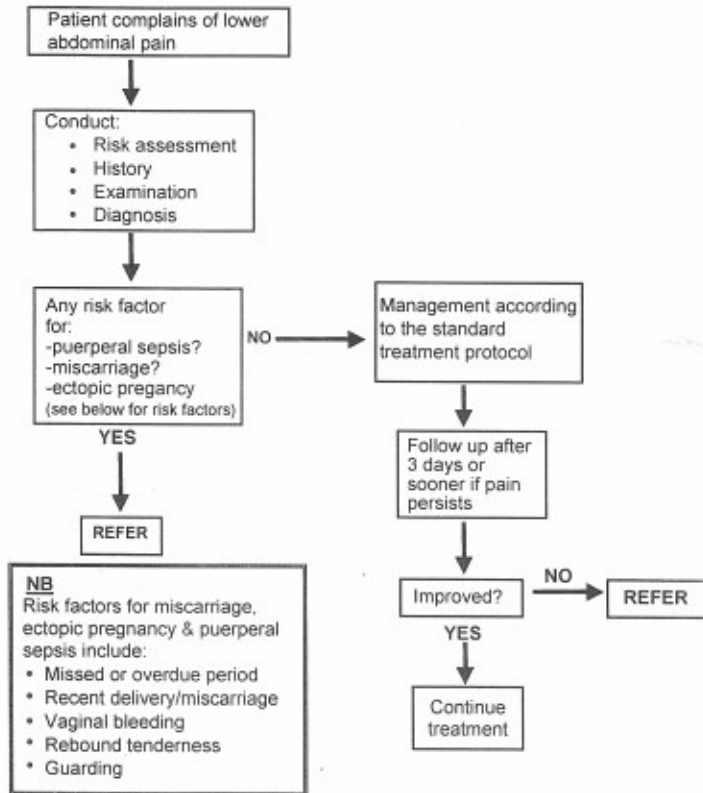 Patient complains of lower
abdominal pain
Conduct:
• Risk assessment
• History
• Examination
• Diagnosis
Any risk factor
for:
-puerperal sepsis?
-miscarriage?
-ectopic pregancy
(see below for risk factors)
NO
Management according
to the standard
treatment protocol
YES
REFER
Follow up after
3 days or
sooner if pain
persists
Improved?
NO
REFER
YES
Continue
treatment
NB
Risk factors for miscarriage,
ectopic pregnancy & puerperal
sepsis include:
• Missed or overdue period
• Recent delivery/miscarriage
• Vaginal bleeding
• Rebound tenderness
• Guarding